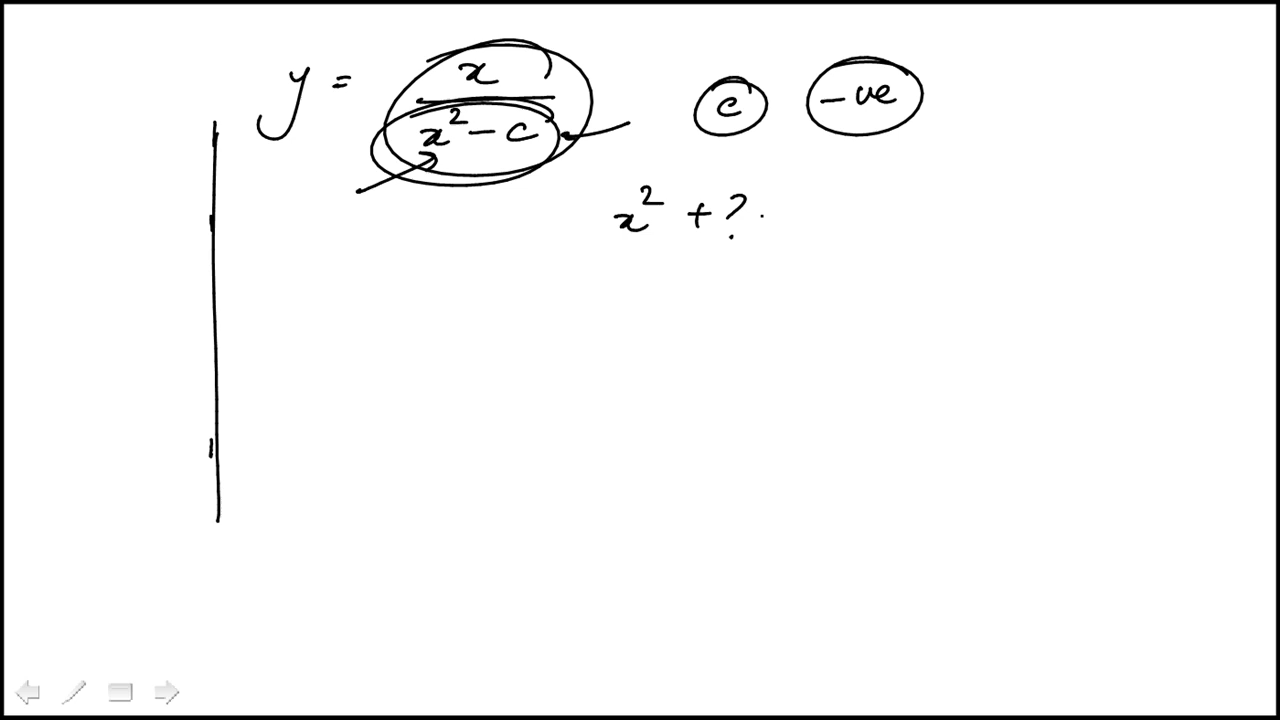 y = x / x² - c
c -ve
x² + ?